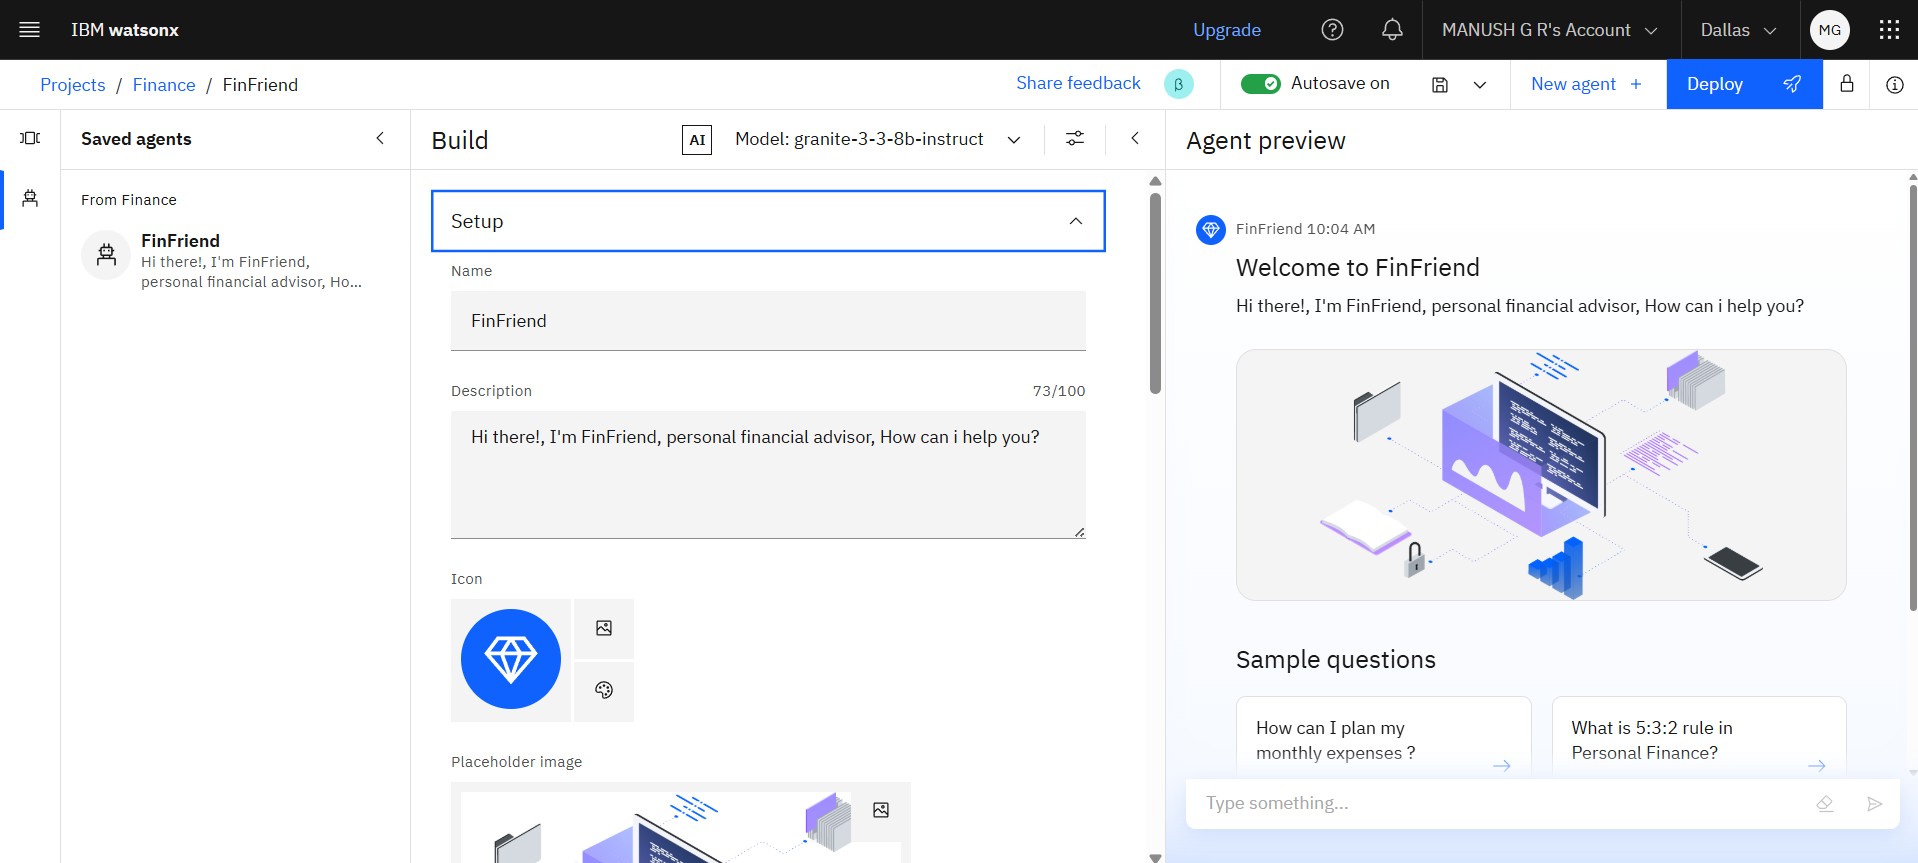 IBM watsonx
Upgrade
MANUSH G R's Account
Dallas
MG
Projects / Finance / FinFriend
Share feedback
β
Autosave on
New agent +
Deploy
Saved agents
From Finance
FinFriend
Hi there!, I'm FinFriend,
personal financial advisor, Ho...
Build
AI
Model: granite-3-3-8b-instruct
Setup
Name
FinFriend
Description
73/100
Hi there!, I'm FinFriend, personal financial advisor, How can i help you?
Icon
Placeholder image
Agent preview
FinFriend 10:04 AM
Welcome to FinFriend
Hi there!, I'm FinFriend, personal financial advisor, How can i help you?
Sample questions
How can I plan my
monthly expenses ?
What is 5:3:2 rule in
Personal Finance?
Type something...